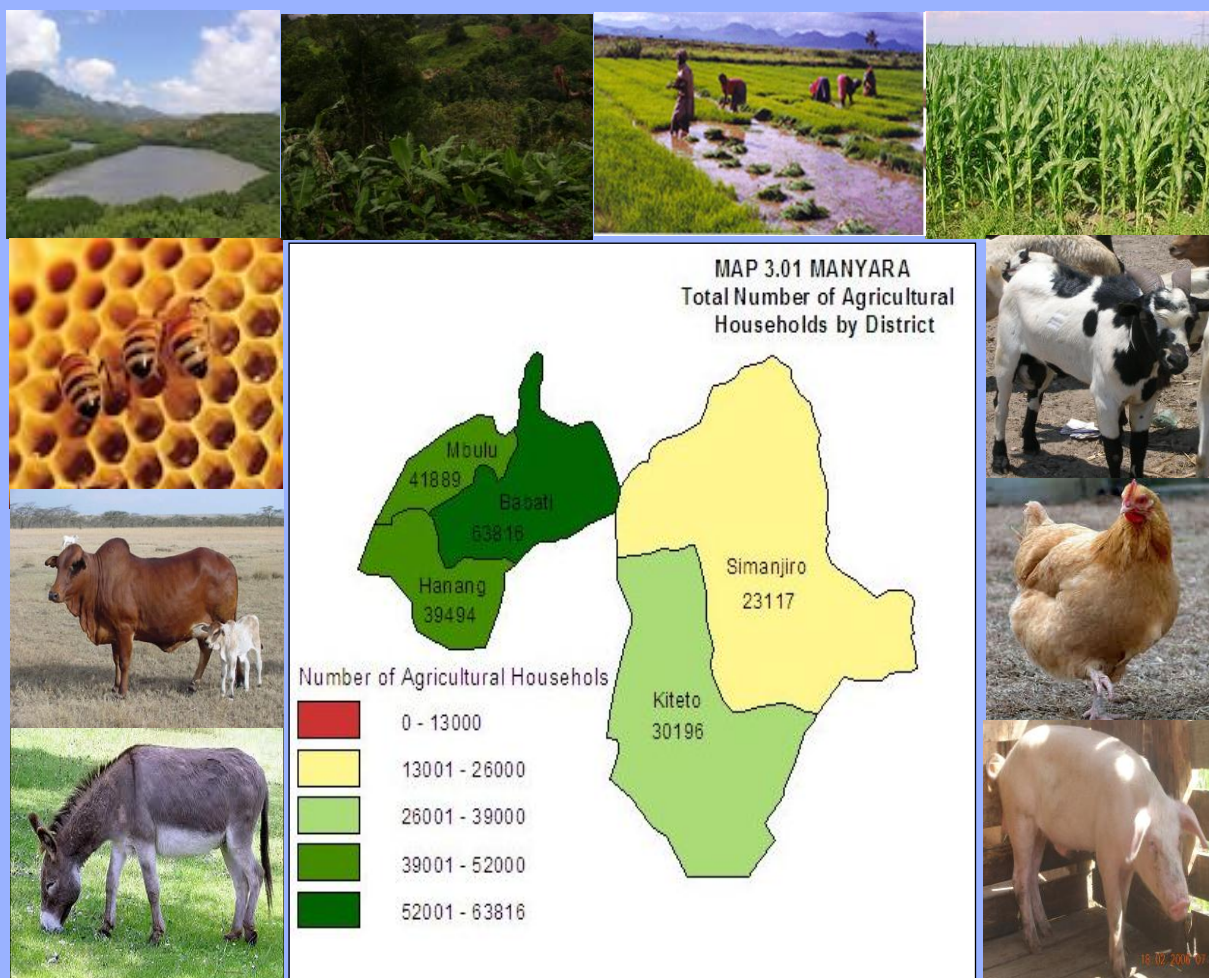 MAP 3.01 MANYARA
Total Number of Agricultural
Households by District
Mbulu
41889
Babati
63816
Hanang
39494
Simanjiro
23117
Kiteto
30196
Number of Agricultural Househols
0 - 13000
13001 - 26000
26001 - 39000
39001 - 52000
52001 - 63816